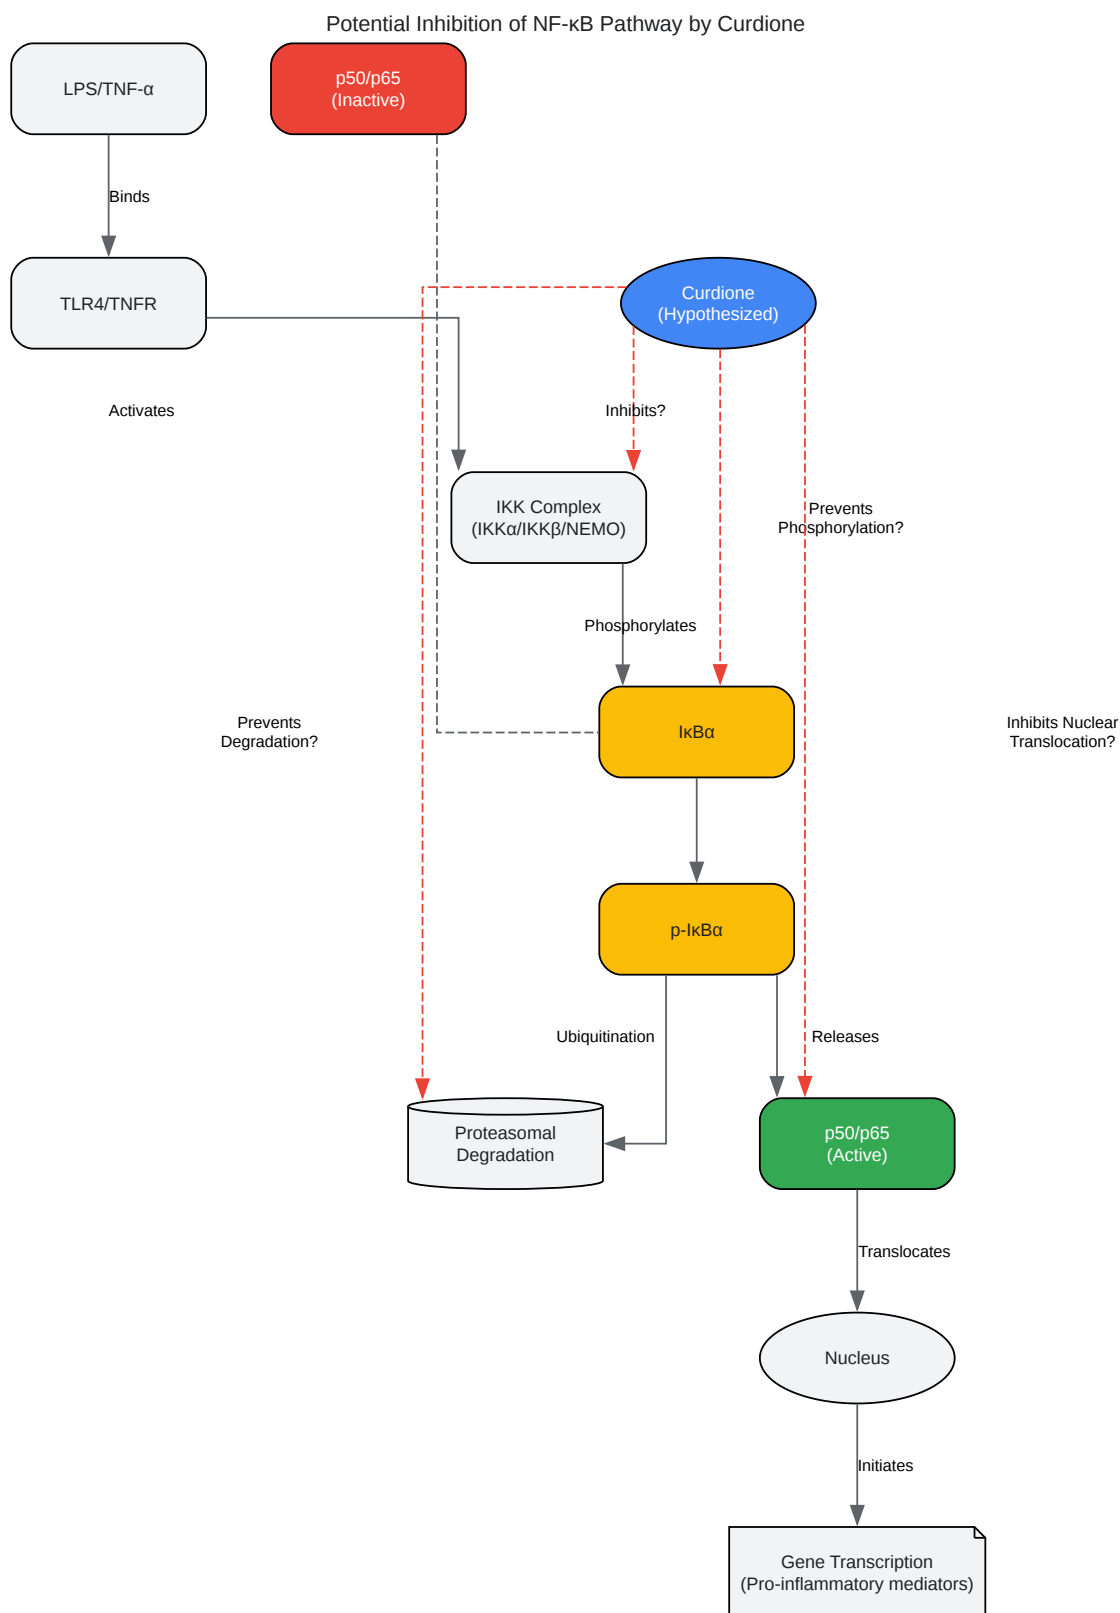 Potential Inhibition of NF-κB Pathway by Curdione
LPS/TNF-α
p50/p65
(Inactive)
Binds
TLR4/TNFR
Curdione
(Hypothesized)
Activates
Inhibits?
IKK Complex
(IKKα/IKKβ/NEMO)
Prevents
Phosphorylation?
Phosphorylates
Prevents
Degradation?
IκBα
Inhibits Nuclear
Translocation?
p-IκBα
Ubiquitination
Releases
Proteasomal
Degradation
p50/p65
(Active)
Translocates
Nucleus
Initiates
Gene Transcription
(Pro-inflammatory mediators)